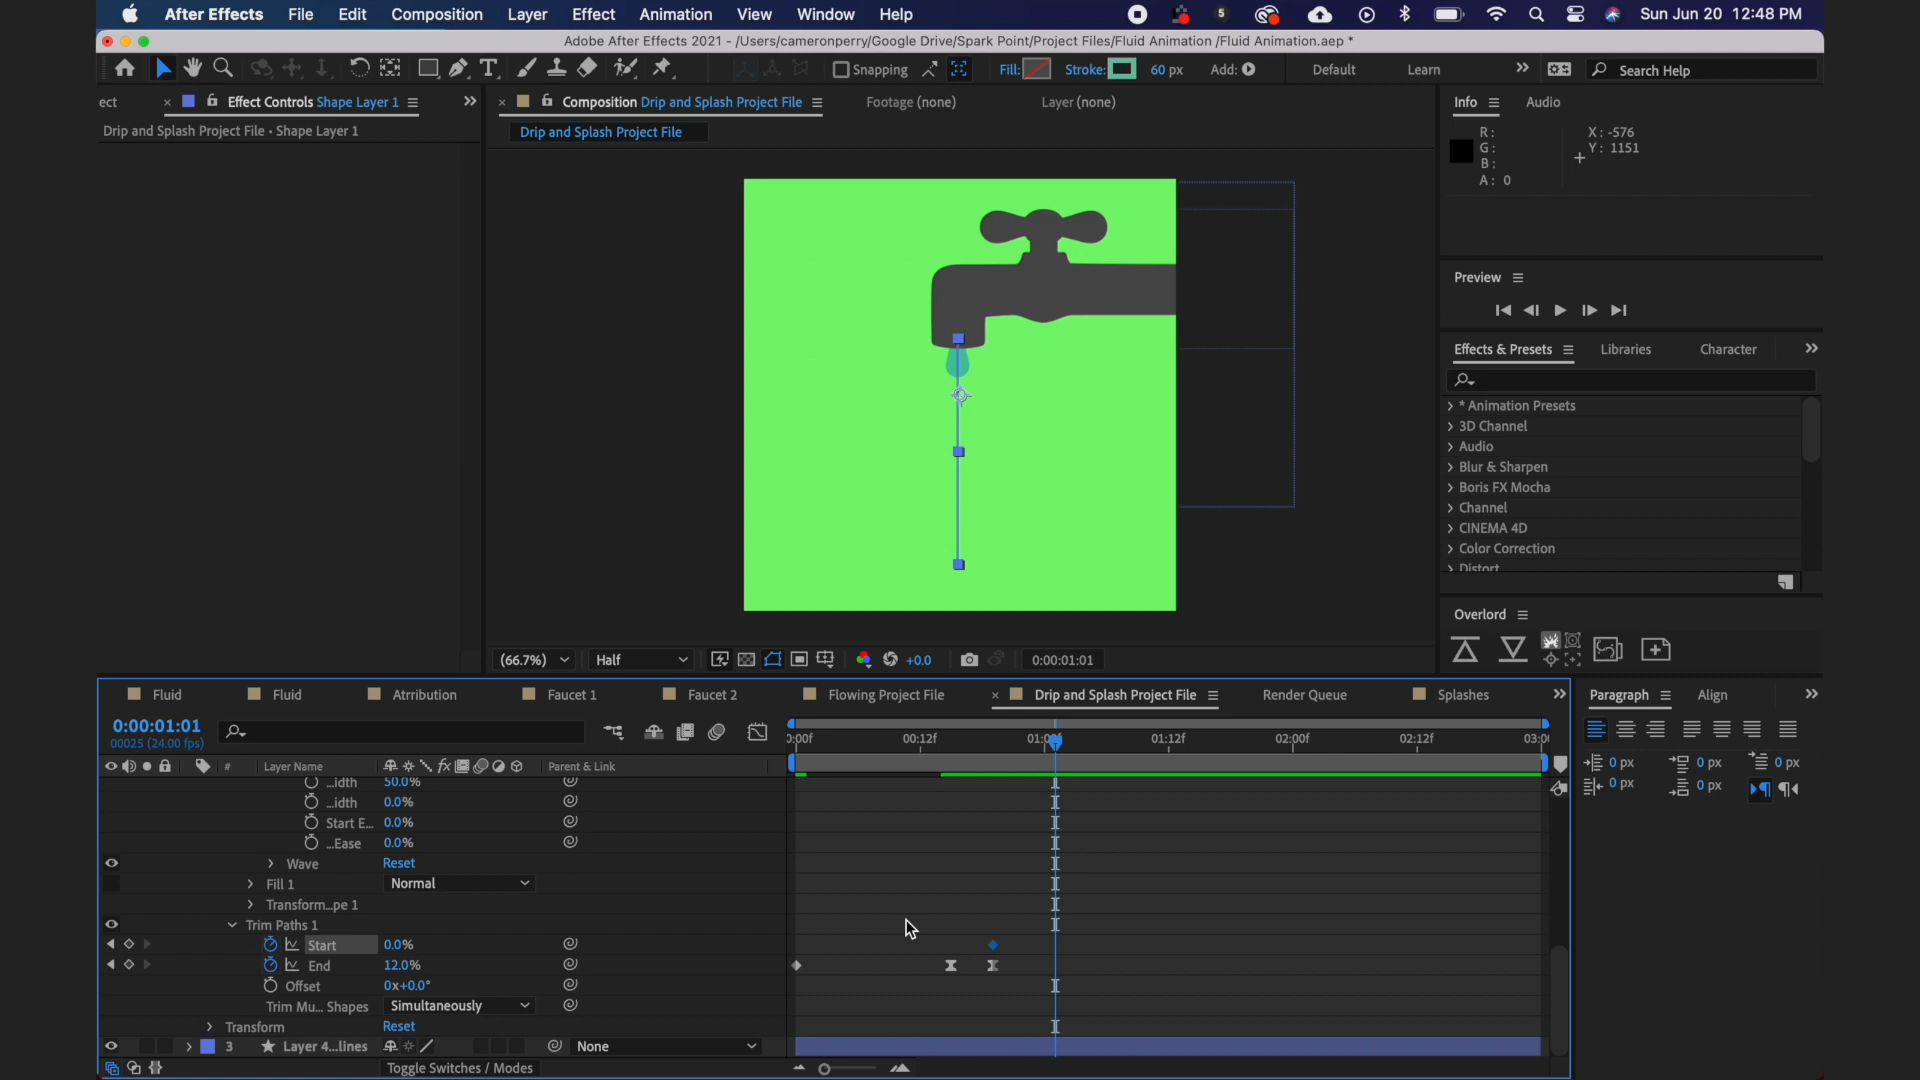 After Effects File Edit Composition Layer Effect Animation View Window Help 5 Sun Jun 20 12:48 PM
Adobe After Effects 2021 - /Users/cameronperry/Google Drive/Spark Point/Project Files/Fluid Animation /Fluid Animation.aep *
Snapping Fill: Stroke: 60 px Add: Default Learn Search Help
ect × Effect Controls Shape Layer 1 × Composition Drip and Splash Project File Footage (none) Layer (none) Info Audio
Drip and Splash Project File • Shape Layer 1
Drip and Splash Project File
R: X: -576
G: Y: 1151
B:
A: 0
Preview
Effects & Presets Libraries Character
* Animation Presets
3D Channel
Audio
Blur & Sharpen
Boris FX Mocha
Channel
CINEMA 4D
Color Correction
Distort
Overlord
(66.7%) Half +0.0 0:00:01:01
Fluid Fluid Atrribution Faucet 1 Faucet 2 Flowing Project File × Drip and Splash Project File Render Queue Splashes Paragraph Align
0:00:01:01
00025 (24.00 fps)
00f 00:12f 01:0 01:12f 02:00f 02:12f 03:0
# Layer Name fx Parent & Link
0 px 0 px 0 px
0 px 0 px
...idth 50.0%
...idth 0.0%
Start E... 0.0%
...Ease 0.0%
Wave Reset
Fill 1 Normal
Transform...pe 1
Trim Paths 1
Start 0.0%
End 12.0%
Offset 0x+0.0°
Trim Mu... Shapes Simultaneously
Transform Reset
3 Layer 4...lines None
Toggle Switches / Modes